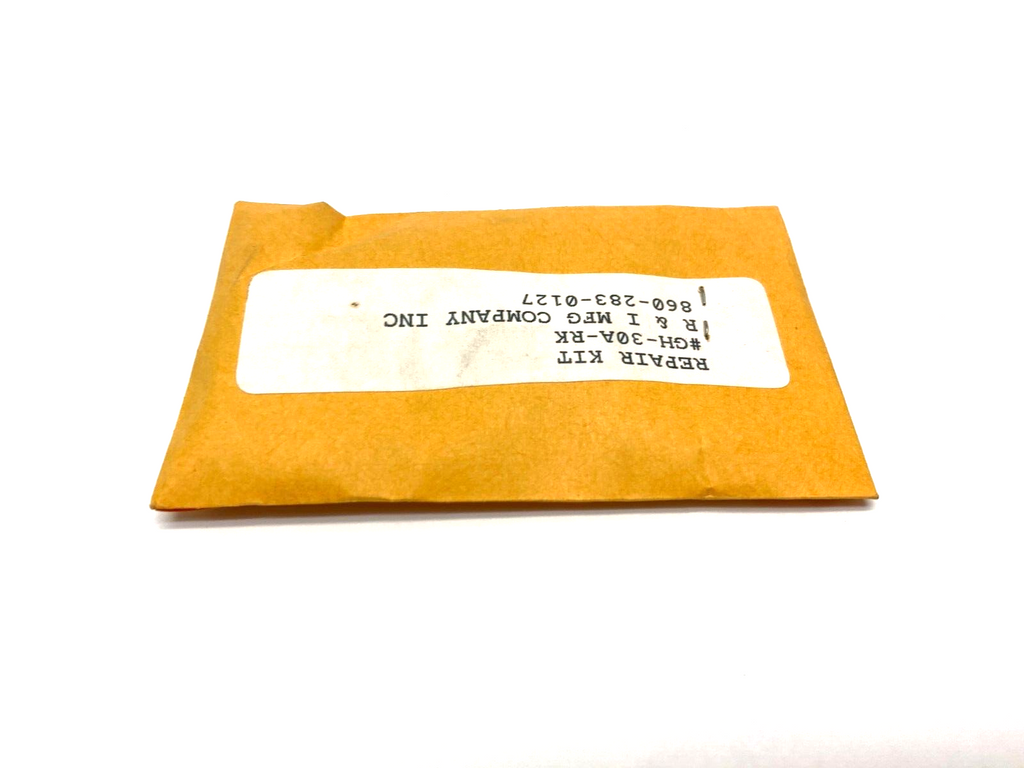 REPAIR KIT
#GH-30A-RK
R & I MFG COMPANY INC
860-283-0127